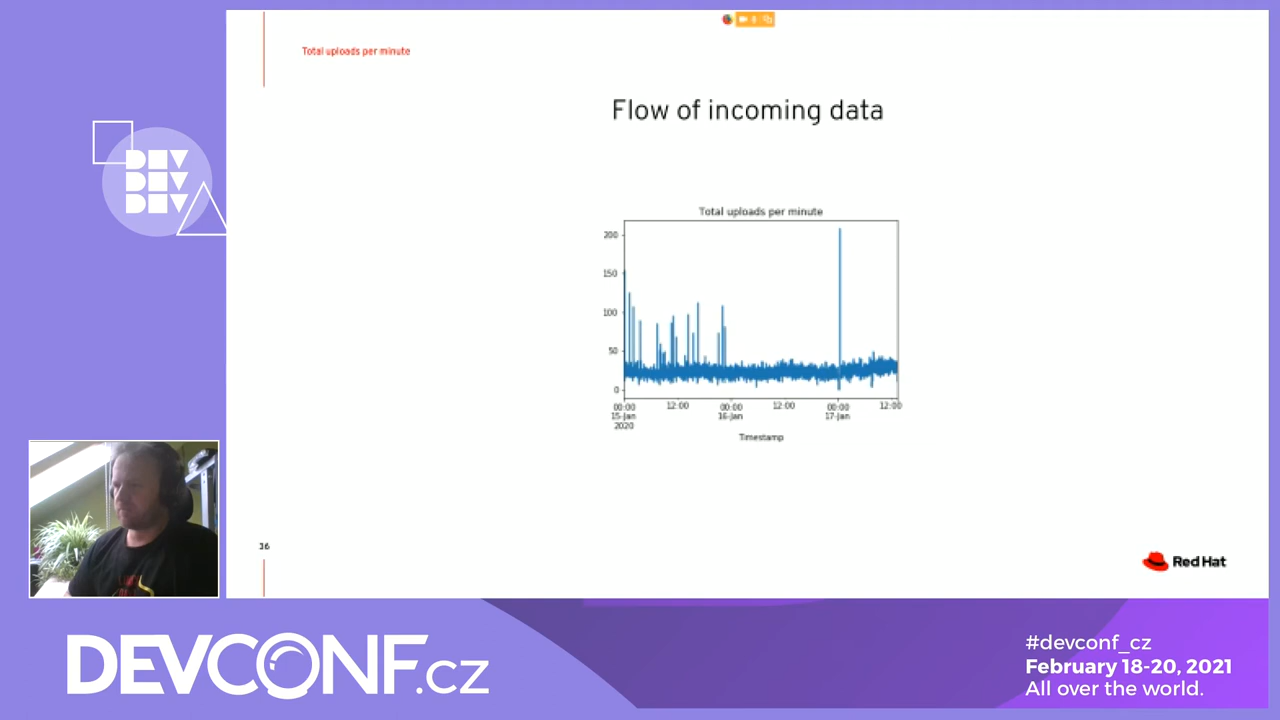 Total uploads per minute
Flow of incoming data
Total uploads per minute
200
150
100
50
0
00:00 12:00 00:00 12:00 00:00 12:00
15-Jan 16-Jan 17-Jan
2020
Timestamp
36
Red Hat
DEV
DEV
DEV
DEVCONF.cz
#devconf_cz
February 18-20, 2021
All over the world.